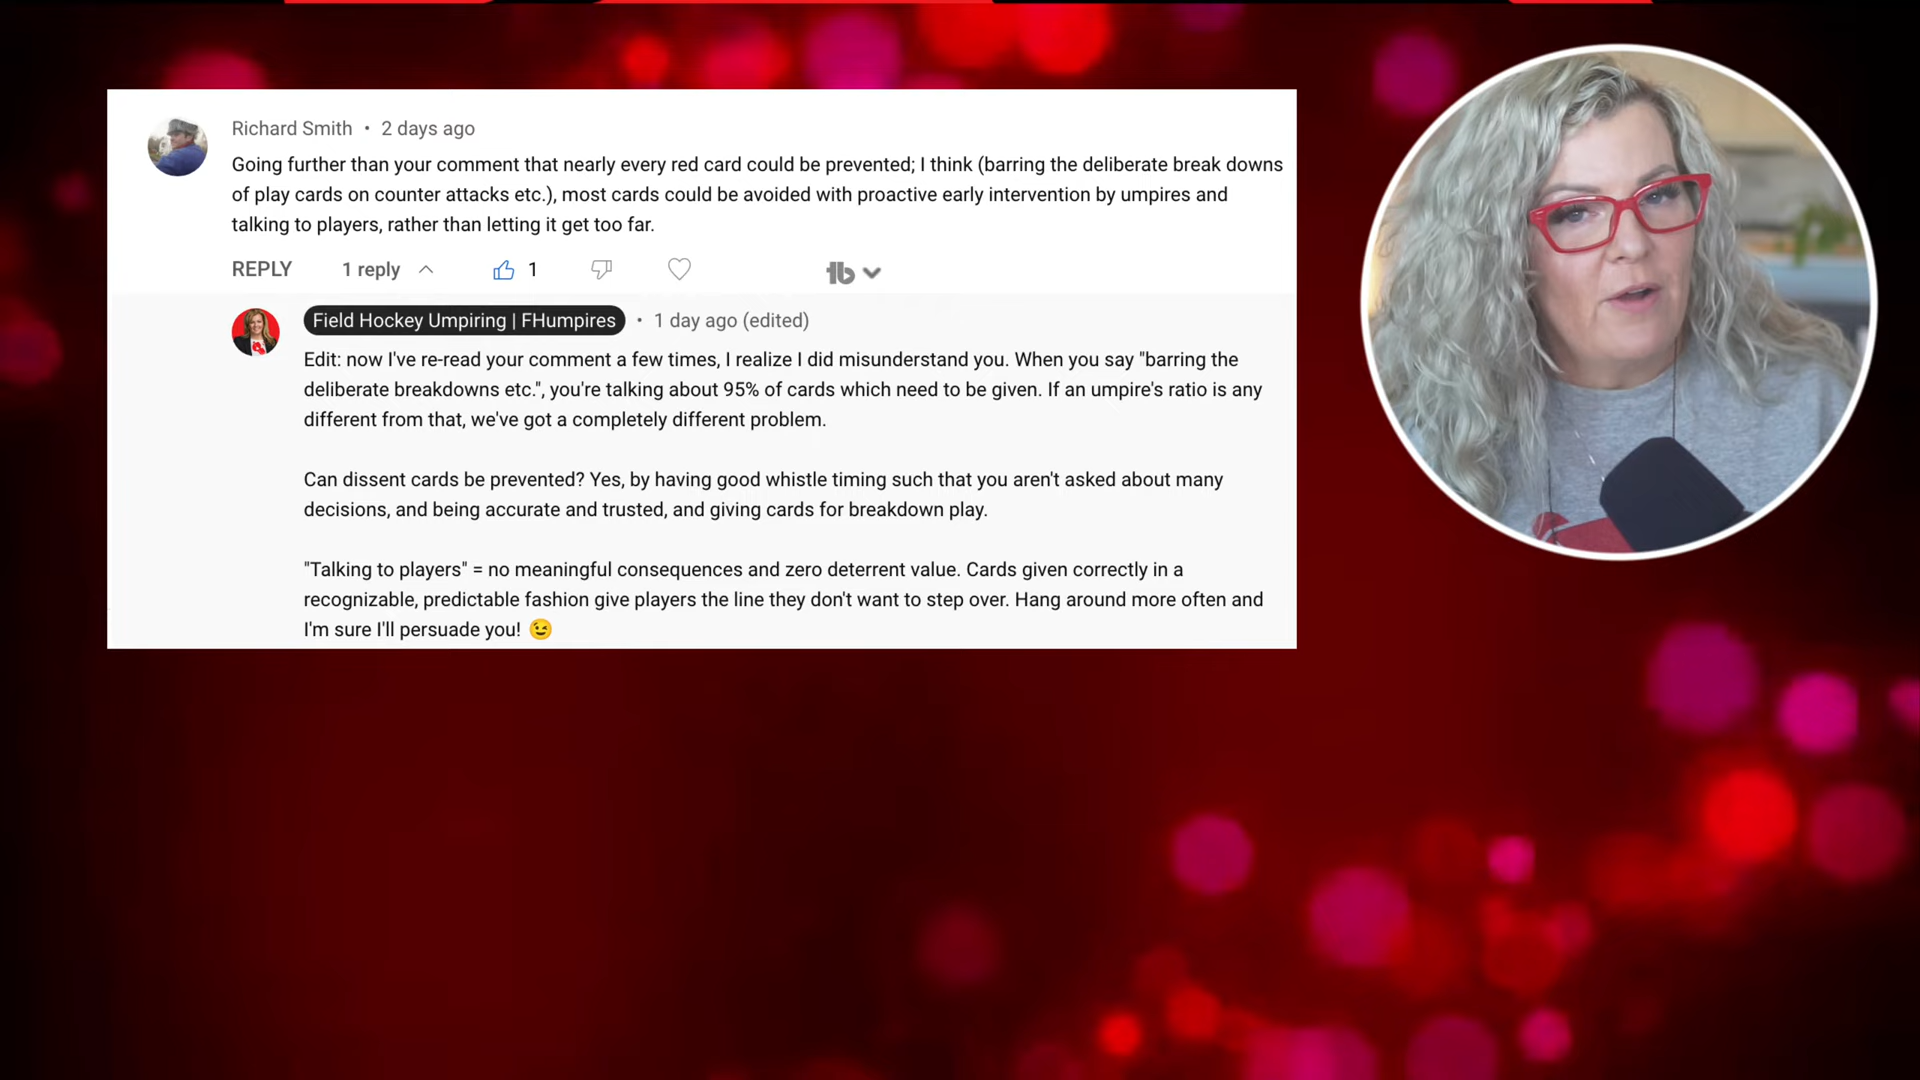 Richard Smith • 2 days ago
Going further than your comment that nearly every red card could be prevented; I think (barring the deliberate break downs
of play cards on counter attacks etc.), most cards could be avoided with proactive early intervention by umpires and
talking to players, rather than letting it get too far.
REPLY 1 reply 1 tb
Field Hockey Umpiring | FHumpires • 1 day ago (edited)
Edit: now I've re-read your comment a few times, I realize I did misunderstand you. When you say "barring the
deliberate breakdowns etc.", you're talking about 95% of cards which need to be given. If an umpire's ratio is any
different from that, we've got a completely different problem.
Can dissent cards be prevented? Yes, by having good whistle timing such that you aren't asked about many
decisions, and being accurate and trusted, and giving cards for breakdown play.
"Talking to players" = no meaningful consequences and zero deterrent value. Cards given correctly in a
recognizable, predictable fashion give players the line they don't want to step over. Hang around more often and
I'm sure I'll persuade you! 😉